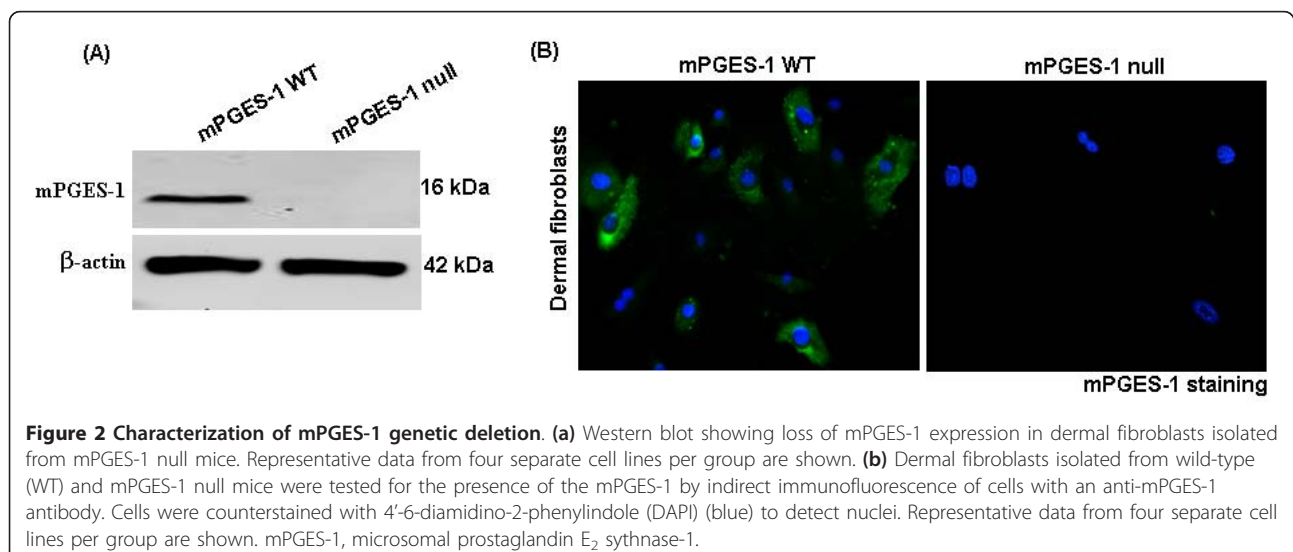 (A)
mPGES-1 WT
mPGES-1 null
mPGES-1
16 kDa
β-actin
42 kDa
(B)
mPGES-1 WT
mPGES-1 null
Dermal fibroblasts
mPGES-1 staining
Figure 2 Characterization of mPGES-1 genetic deletion. (a) Western blot showing loss of mPGES-1 expression in dermal fibroblasts isolated
from mPGES-1 null mice. Representative data from four separate cell lines per group are shown. (b) Dermal fibroblasts isolated from wild-type
(WT) and mPGES-1 null mice were tested for the presence of the mPGES-1 by indirect immunofluorescence of cells with an anti-mPGES-1
antibody. Cells were counterstained with 4′-6-diamidino-2-phenylindole (DAPI) (blue) to detect nuclei. Representative data from four separate cell
lines per group are shown. mPGES-1, microsomal prostaglandin E₂ sythnase-1.